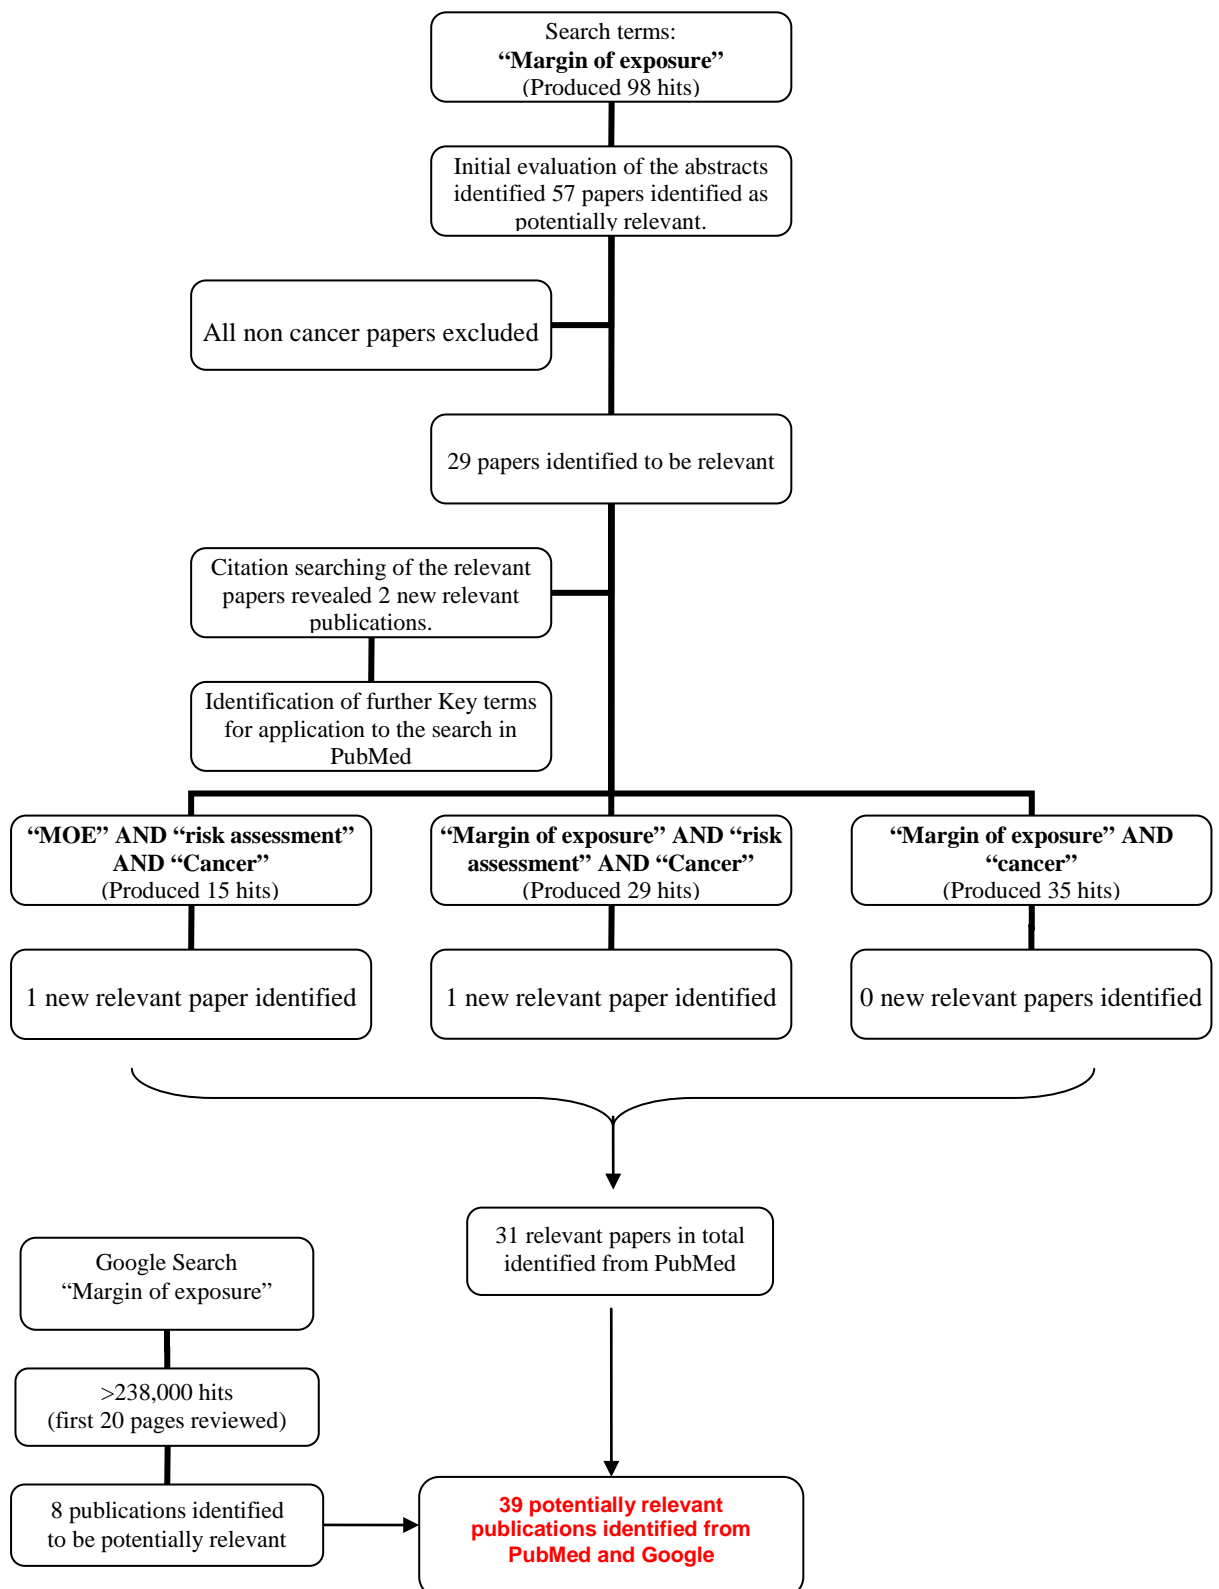 Search terms:
“Margin of exposure”
(Produced 98 hits)
Initial evaluation of the abstracts
identified 57 papers identified as
potentially relevant.
All non cancer papers excluded
29 papers identified to be relevant
Citation searching of the relevant
papers revealed 2 new relevant
publications.
Identification of further Key terms
for application to the search in
PubMed
“MOE” AND “risk assessment”
AND “Cancer”
(Produced 15 hits)
“Margin of exposure” AND “risk
assessment” AND “Cancer”
(Produced 29 hits)
“Margin of exposure” AND
“cancer”
(Produced 35 hits)
1 new relevant paper identified
1 new relevant paper identified
0 new relevant papers identified
31 relevant papers in total
identified from PubMed
Google Search
“Margin of exposure”
>238,000 hits
(first 20 pages reviewed)
8 publications identified
to be potentially relevant
39 potentially relevant
publications identified from
PubMed and Google